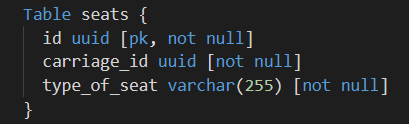 Table seats {
  id uuid [pk, not null]
  carriage_id uuid [not null]
  type_of_seat varchar(255) [not null]
}